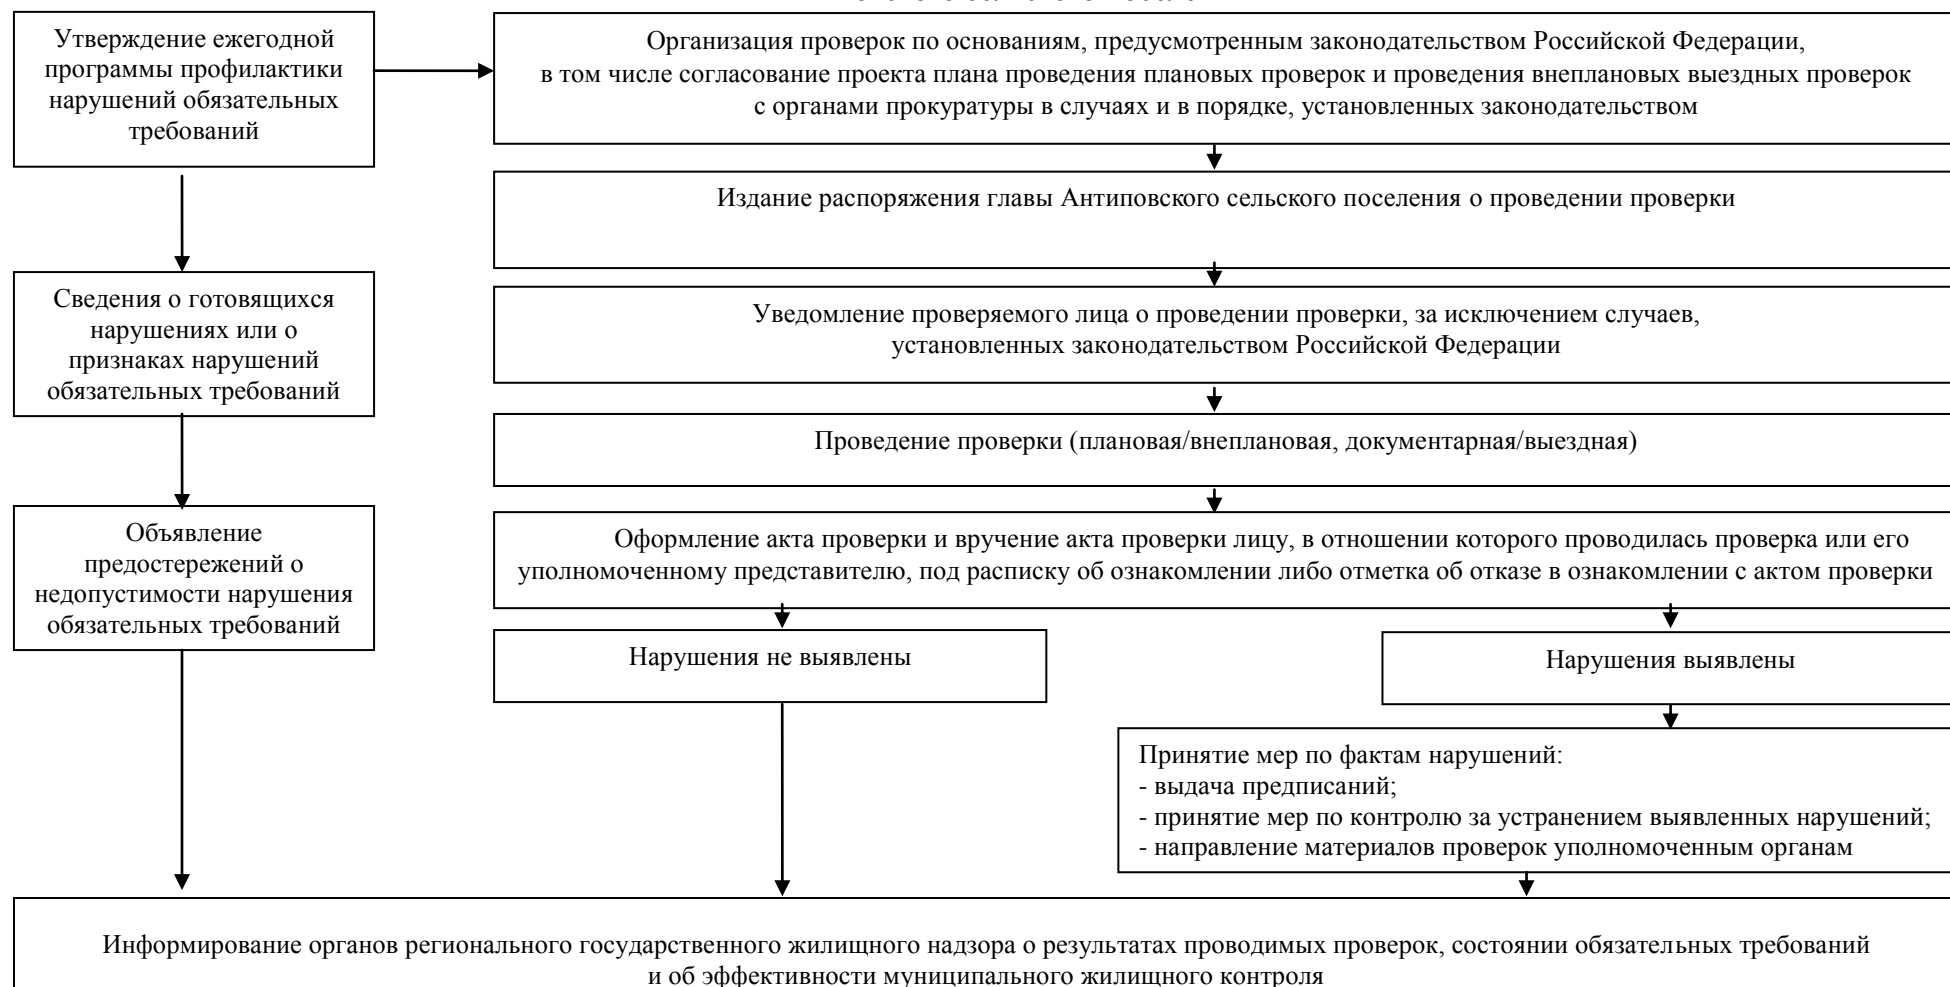 Утверждение ежегодной
программы профилактики
нарушений обязательных
требований
Организация проверок по основаниям, предусмотренным законодательством Российской Федерации,
в том числе согласование проекта плана проведения плановых проверок и проведения внеплановых выездных проверок
с органами прокуратуры в случаях и в порядке, установленных законодательством
Издание распоряжения главы Антиповского сельского поселения о проведении проверки
Сведения о готовящихся
нарушениях или о
признаках нарушений
обязательных требований
Уведомление проверяемого лица о проведении проверки, за исключением случаев,
установленных законодательством Российской Федерации
Проведение проверки (плановая/внеплановая, документарная/выездная)
Объявление
предостережений о
недопустимости нарушения
обязательных требований
Оформление акта проверки и вручение акта проверки лицу, в отношении которого проводилась проверка или его
уполномоченному представителю, под расписку об ознакомлении либо отметка об отказе в ознакомлении с актом проверки
Нарушения не выявлены
Нарушения выявлены
Принятие мер по фактам нарушений:
- выдача предписаний;
- принятие мер по контролю за устранением выявленных нарушений;
- направление материалов проверок уполномоченным органам
Информирование органов регионального государственного жилищного надзора о результатах проводимых проверок, состоянии обязательных требований
и об эффективности муниципального жилищного контроля